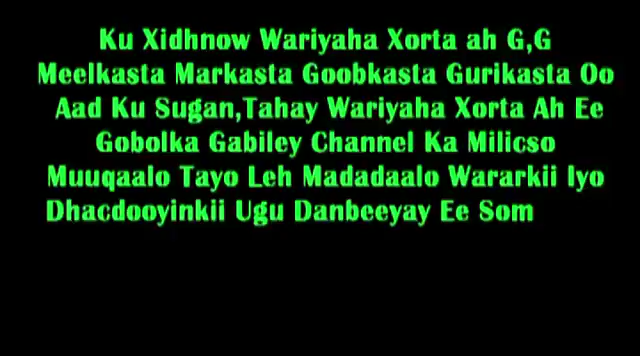 Ku Xidhnow Wariyaha Xorta ah G,G
Meelkasta Markasta Goobkasta Gurikasta Oo
Aad Ku Sugan,Tahay Wariyaha Xorta Ah Ee
Gobolka Gabiley Channel Ka Milicso
Muuqaalo Tayo Leh Madadaalo Wararkii Iyo
Dhacdooyinkii Ugu Danbeeyay Ee Som